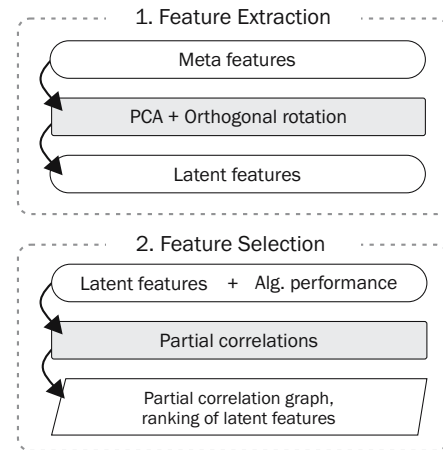 1. Feature Extraction
Meta features
PCA + Orthogonal rotation
Latent features
2. Feature Selection
Latent features + Alg. performance
Partial correlations
Partial correlation graph,
ranking of latent features